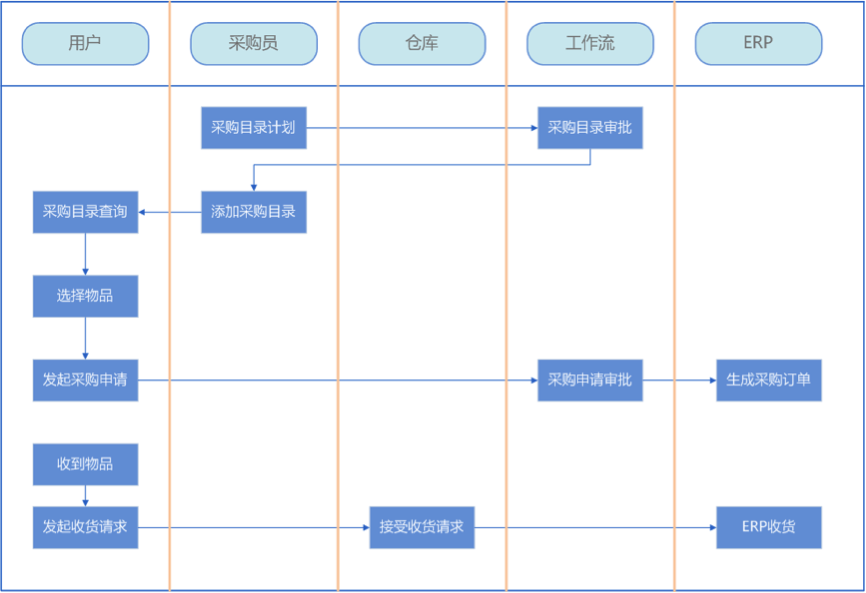 用户
采购员
仓库
工作流
ERP
采购目录计划
采购目录审批
采购目录查询
添加采购目录
选择物品
发起采购申请
采购申请审批
生成采购订单
收到物品
发起收货请求
接受收货请求
ERP收货